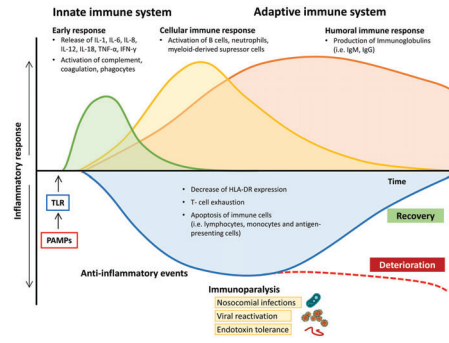 Innate immune system
Adaptive immune system
Early response
• Release of IL-1, IL-6, IL-8,
IL-12, IL-18, TNF-α, IFN-γ
• Activation of complement,
coagulation, phagocytes
Cellular immune response
• Activation of B cells, neutrophils,
myeloid-derived supressor cells
Humoral immune response
• Production of Immunoglobulins
(i.e. IgM, IgG)
Inflammatory response
Time
TLR
PAMPs
• Decrease of HLA-DR expression
• T- cell exhaustion
• Apoptosis of immune cells
(i.e. lymphocytes, monocytes and antigen-
presenting cells)
Recovery
Deterioration
Anti-inflammatory events
Immunoparalysis
Nosocomial infections
Viral reactivation
Endotoxin tolerance